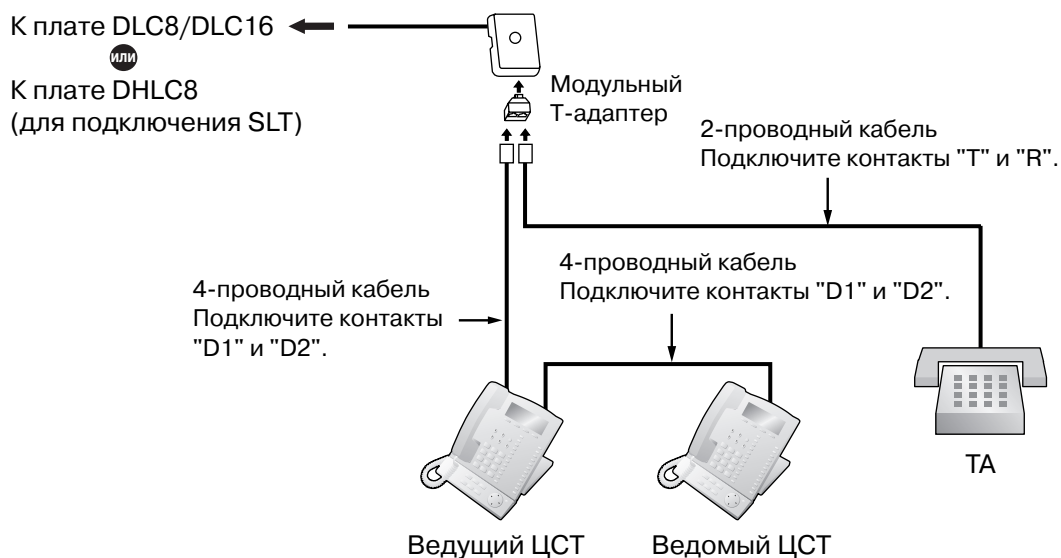 К плате DLC8/DLC16
или
К плате DHLC8
(для подключения SLT)
Модульный
Т-адаптер
2-проводный кабель
Подключите контакты "T" и "R".
4-проводный кабель
Подключите контакты "D1" и "D2".
4-проводный кабель
Подключите контакты
"D1" и "D2".
ТА
Ведущий ЦСТ
Ведомый ЦСТ